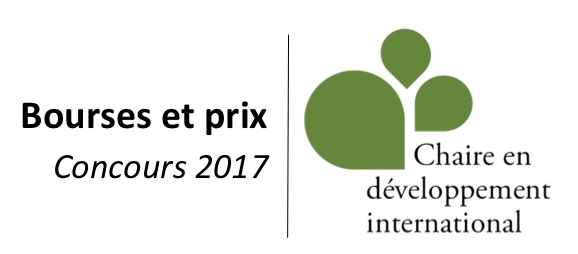 Bourses et prix
Concours 2017
Chaire en
développement
international